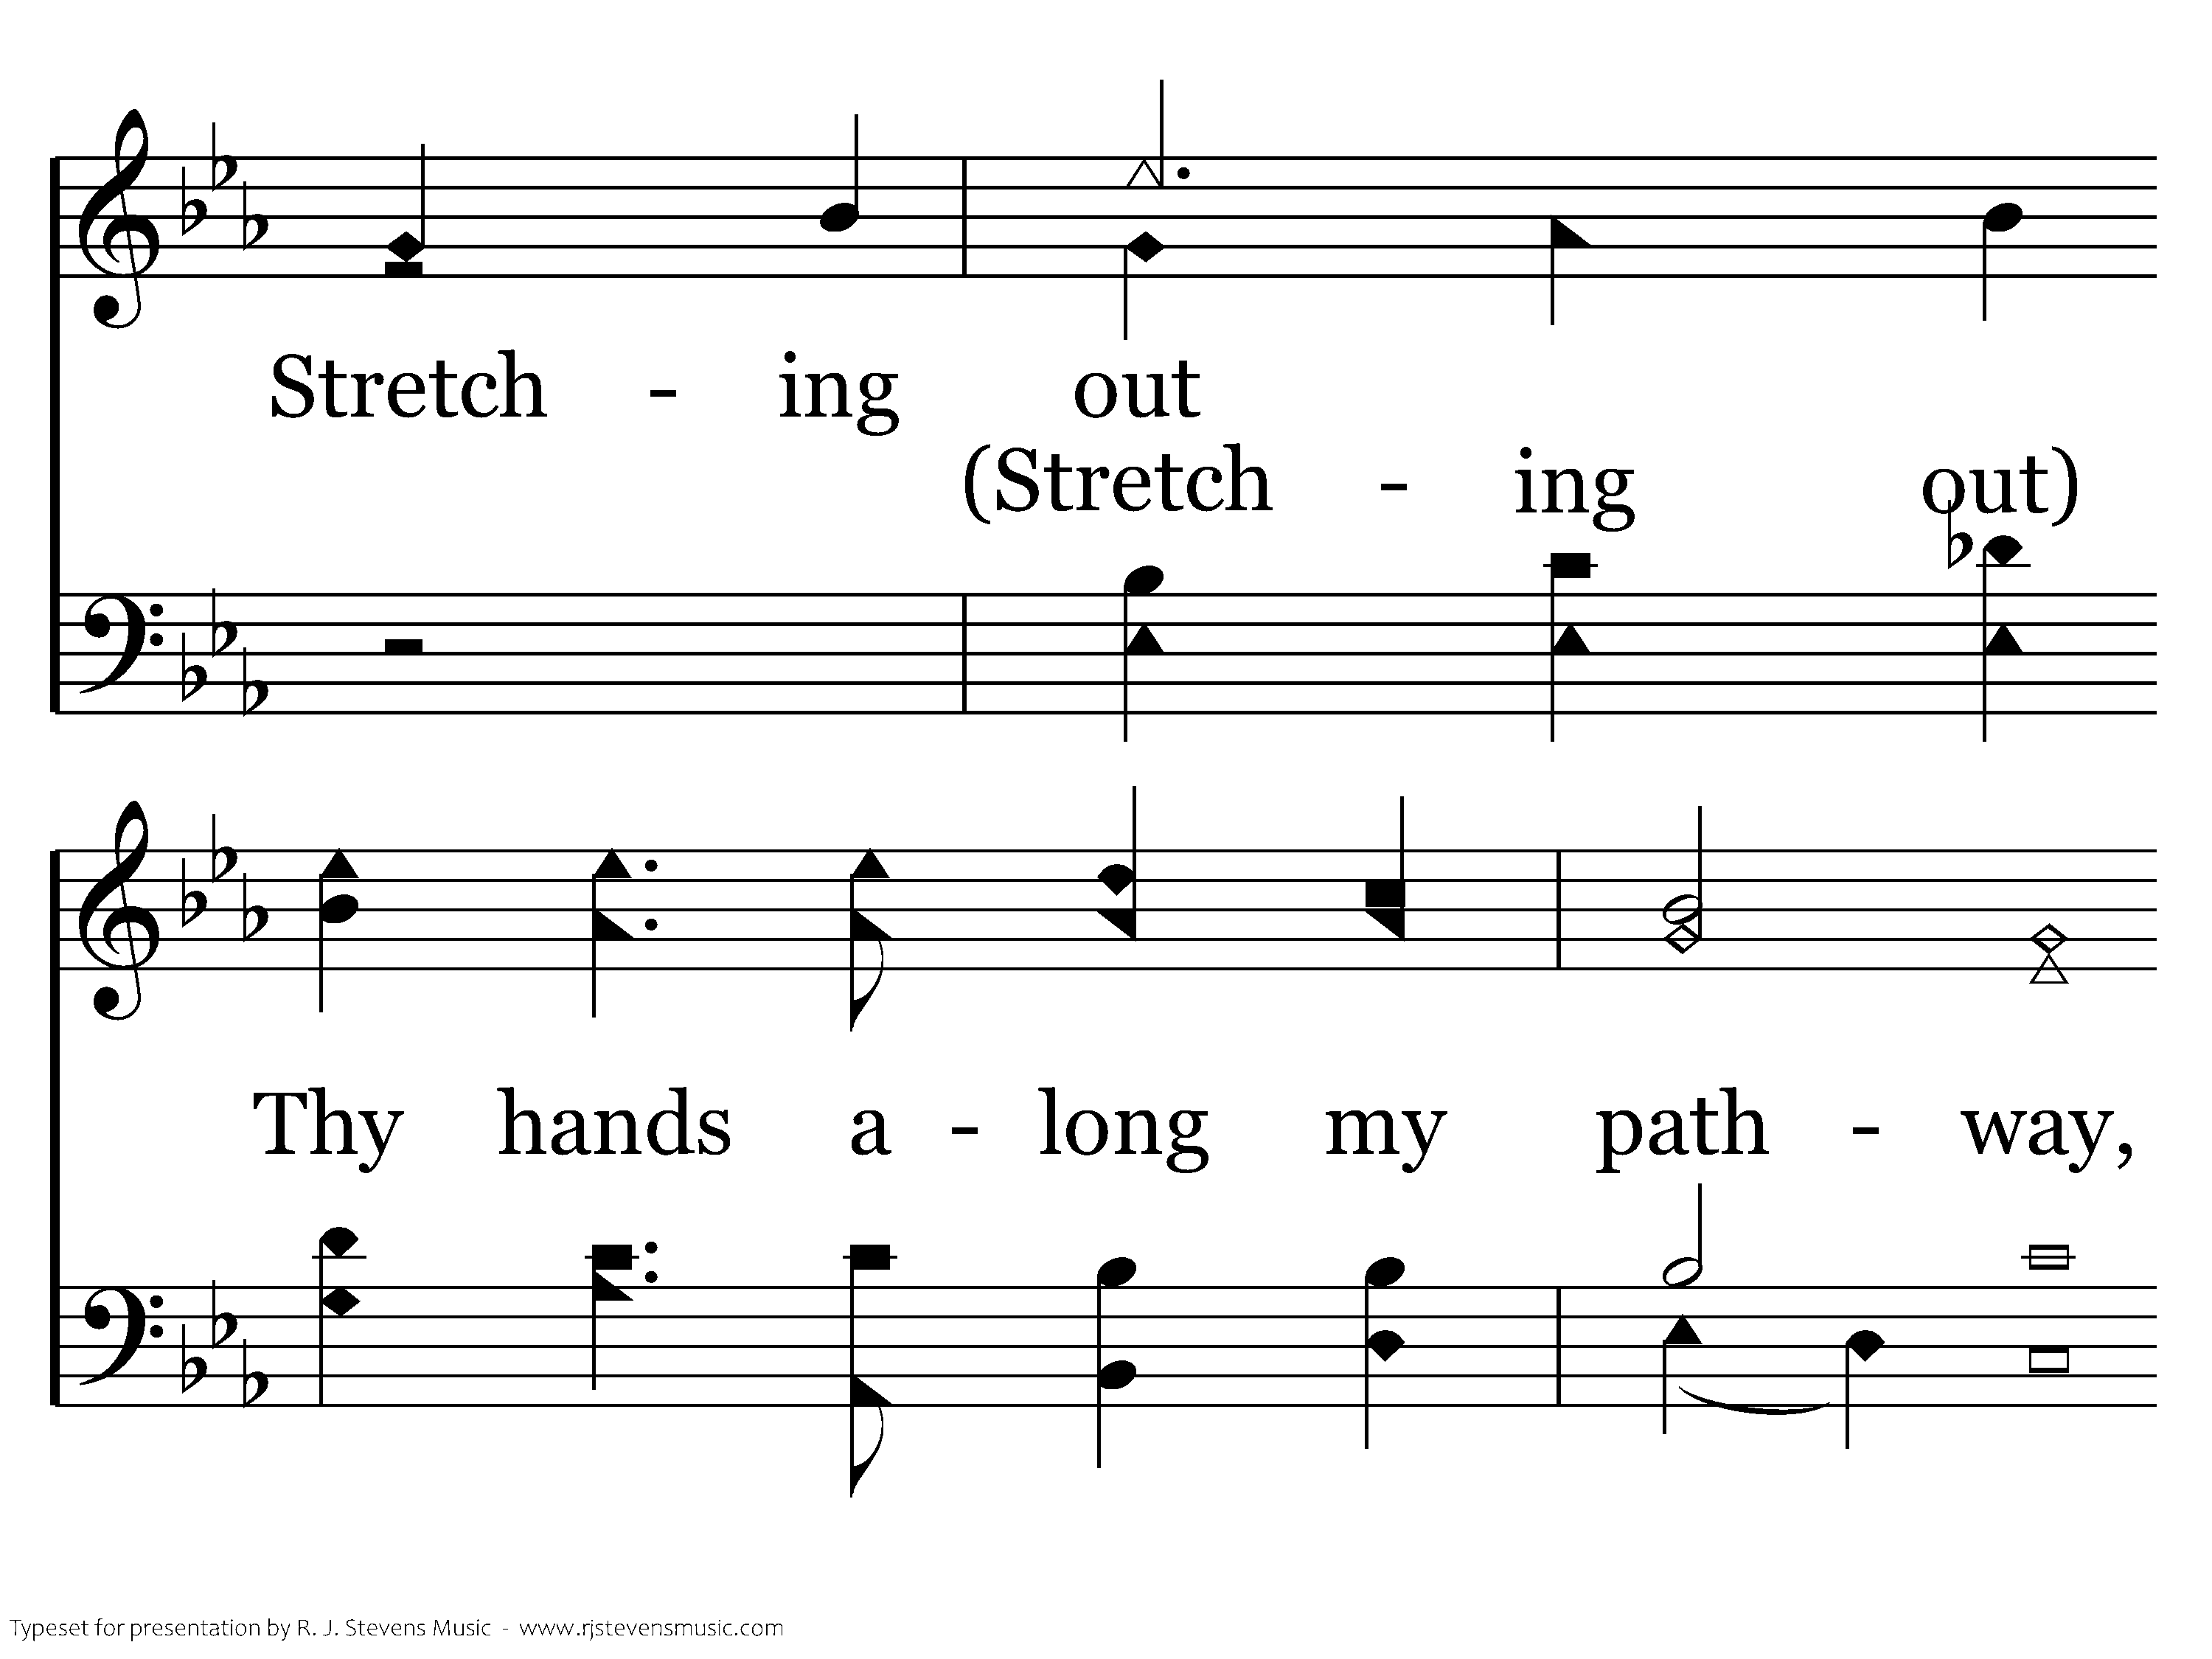 Stretch - ing out
(Stretch - ing out)
Thy hands a - long my path - way,
Typeset for presentation by R. J. Stevens Music - www.rjstevensmusic.com